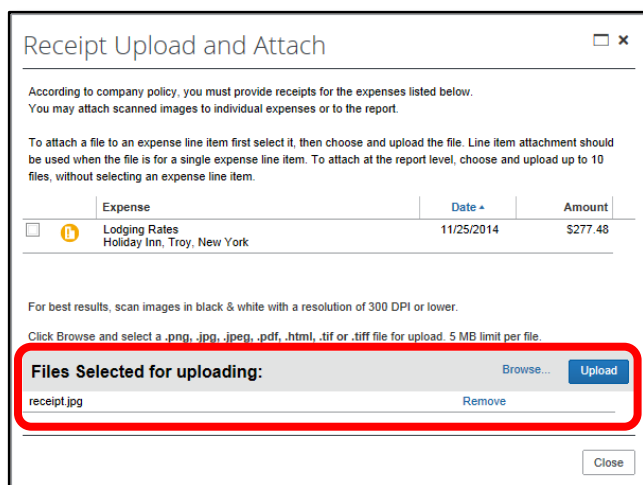 Receipt Upload and Attach
According to company policy, you must provide receipts for the expenses listed below.
You may attach scanned images to individual expenses or to the report.
To attach a file to an expense line item first select it, then choose and upload the file. Line item attachment should
be used when the file is for a single expense line item. To attach at the report level, choose and upload up to 10
files, without selecting an expense line item.
Expense Date Amount
Lodging Rates 11/25/2014 $277.48
Holiday Inn, Troy, New York
For best results, scan images in black & white with a resolution of 300 DPI or lower.
Click Browse and select a .png, .jpg, .jpeg, .pdf, .html, .tif or .tiff file for upload. 5 MB limit per file.
Files Selected for uploading: Browse... Upload
receipt.jpg Remove
Close